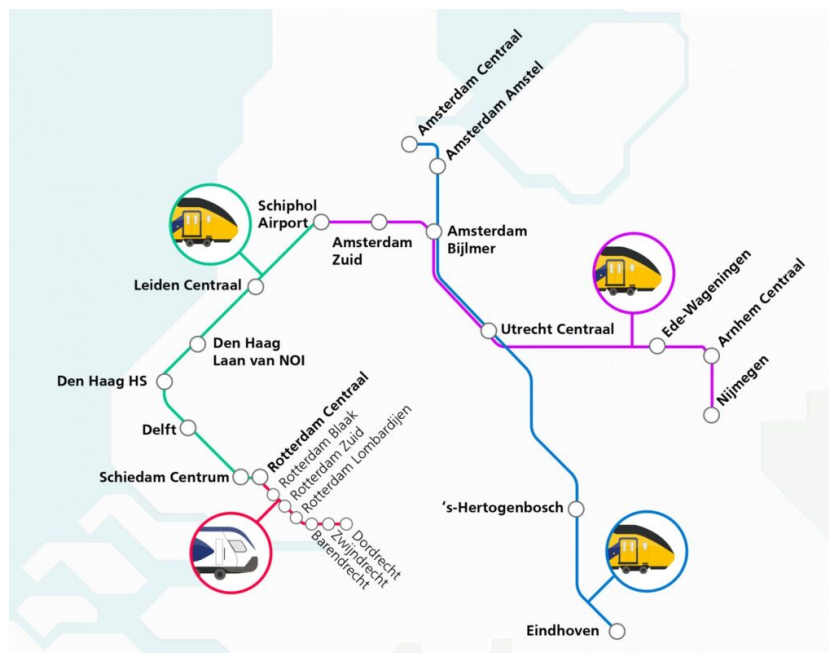 Amsterdam Centraal
Amsterdam Amstel
Schiphol
Airport
Amsterdam
Zuid
Amsterdam
Bijlmer
Leiden Centraal
Utrecht Centraal
Ede-Wageningen
Arnhem Centraal
Nijmegen
Den Haag
Laan van NOI
Den Haag HS
Delft
Schiedam Centrum
Rotterdam Centraal
Rotterdam Blaak
Rotterdam Zuid
Rotterdam Lombardijen
Barendrecht
Zwijndrecht
Dordrecht
‘s-Hertogenbosch
Eindhoven